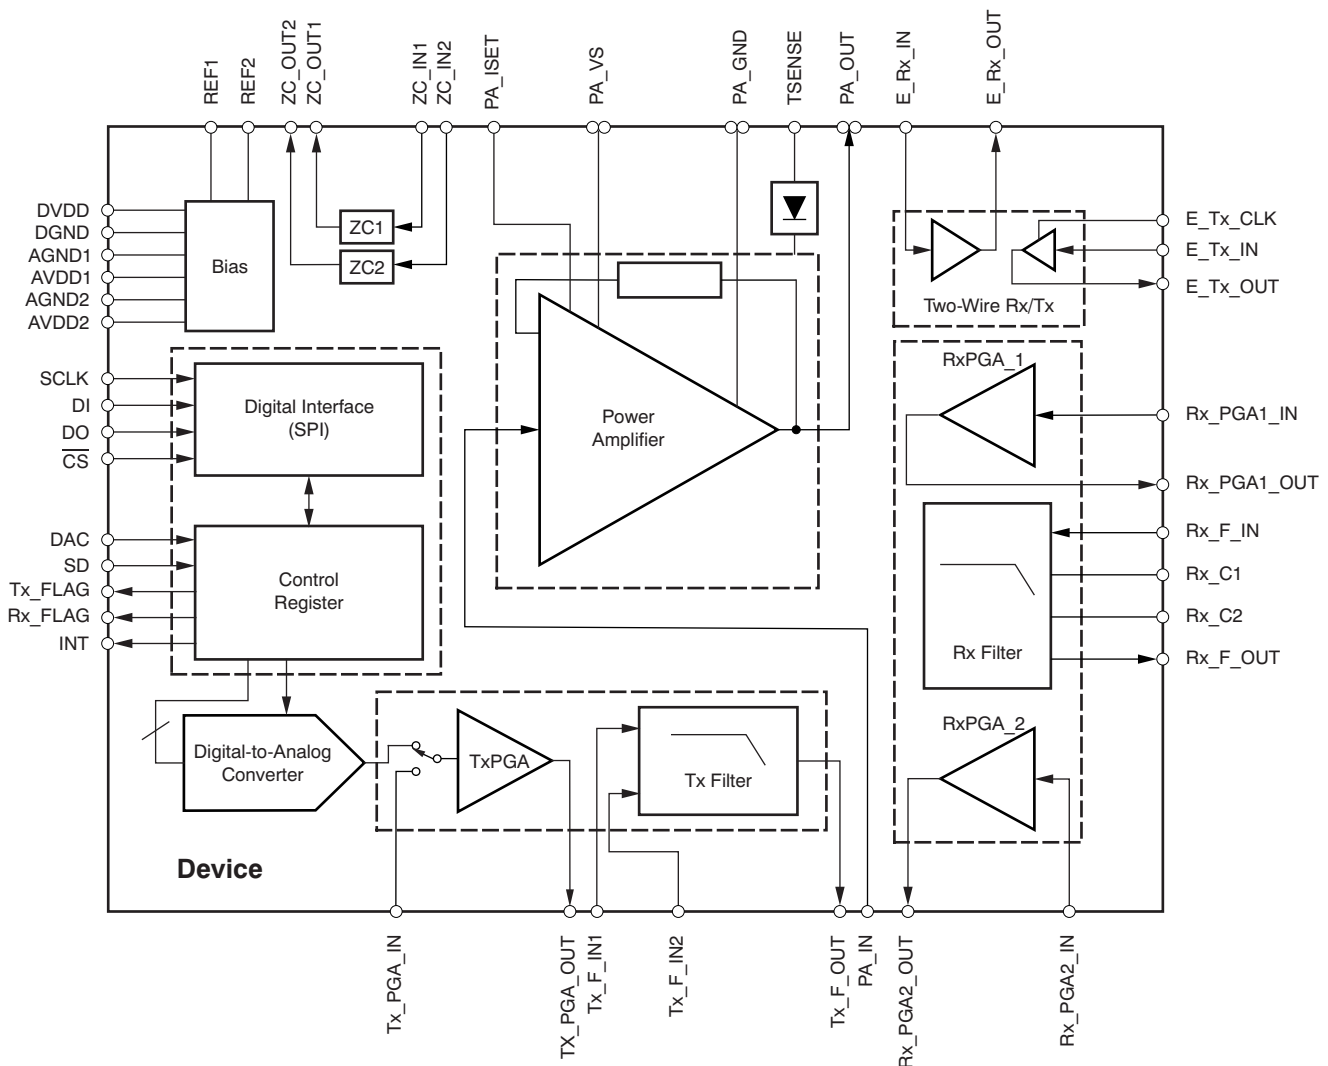 REF1
REF2
ZC_OUT2
ZC_OUT1
ZC_IN1
ZC_IN2
PA_ISET
PA_VS
PA_GND
TSENSE
PA_OUT
E_Rx_IN
E_Rx_OUT
DVDD
DGND
AGND1
AVDD1
AGND2
AVDD2
Bias
ZC1
ZC2
E_Tx_CLK
E_Tx_IN
E_Tx_OUT
Two-Wire Rx/Tx
SCLK
DI
DO
CS
Digital Interface
(SPI)
Power
Amplifier
RxPGA_1
Rx_PGA1_IN
Rx_PGA1_OUT
DAC
SD
Tx_FLAG
Rx_FLAG
INT
Control
Register
Rx_F_IN
Rx_C1
Rx_C2
Rx_F_OUT
Rx Filter
Digital-to-Analog
Converter
TxPGA
Tx Filter
RxPGA_2
Device
Tx_PGA_IN
TX_PGA_OUT
Tx_F_IN1
Tx_F_IN2
Tx_F_OUT
PA_IN
Rx_PGA2_OUT
Rx_PGA2_IN